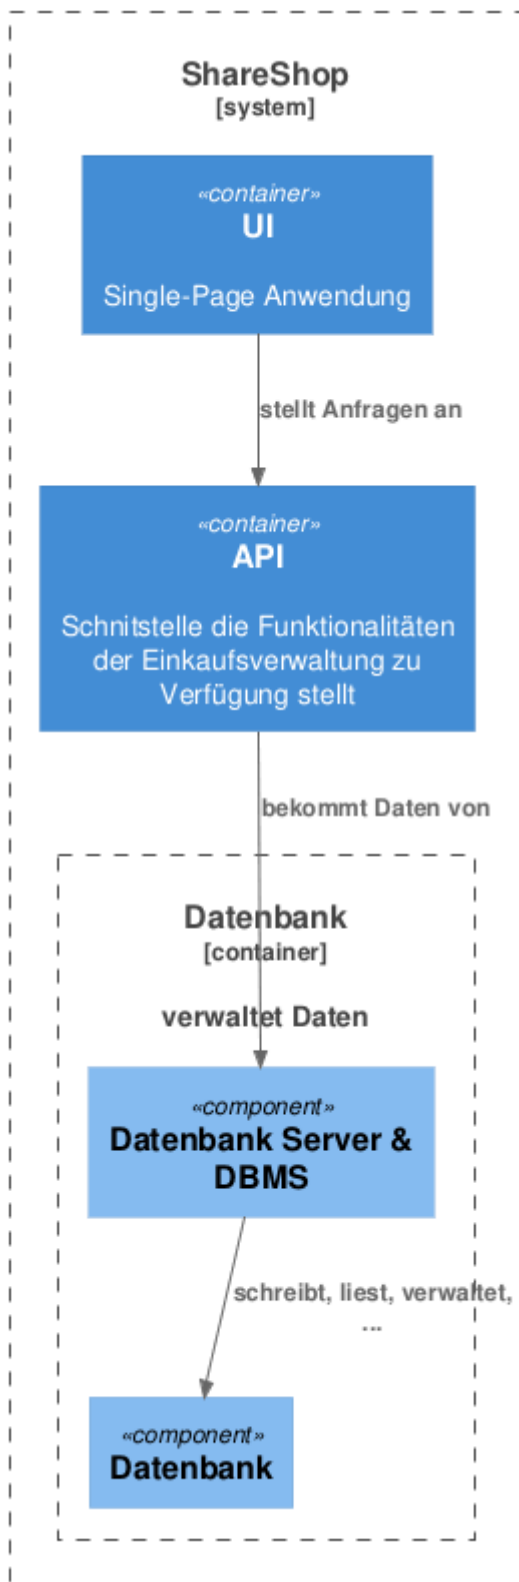 ShareShop
[system]
«container»
UI
Single-Page Anwendung
stellt Anfragen an
«container»
API
Schnitstelle die Funktionalitäten
der Einkaufsverwaltung zu
Verfügung stellt
bekommt Daten von
Datenbank
[container]
verwaltet Daten
«component»
Datenbank Server &
DBMS
schreibt, liest, verwaltet,
...
«component»
Datenbank